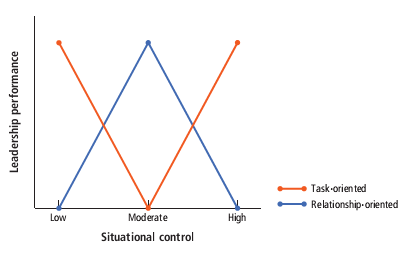 Leadership performance
Low
Moderate
High
Situational control
Task-oriented
Relationship-oriented